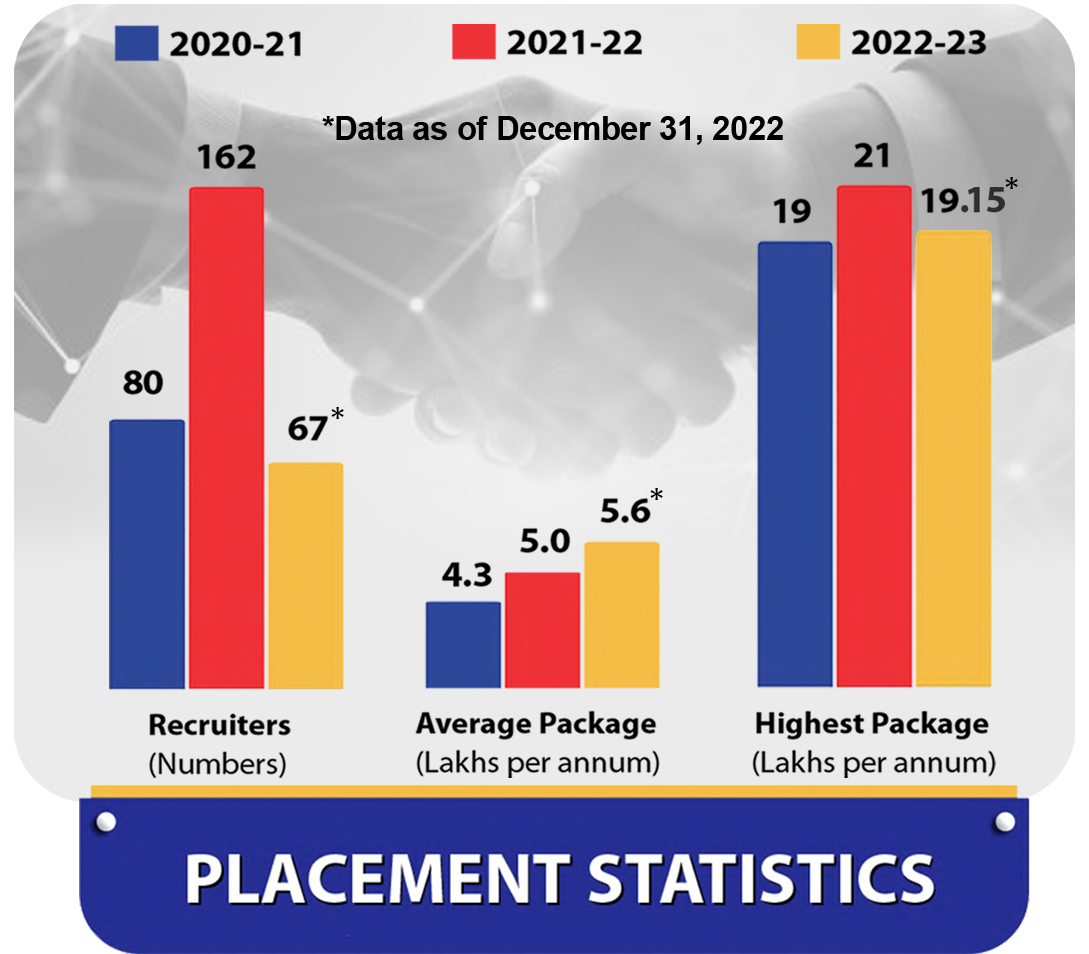 2020-21 2021-22 2022-23
*Data as of December 31, 2022
162 21
80 67* 4.3 5.0 5.6* 19 19.15*
Recruiters Average Package Highest Package
(Numbers) (Lakhs per annum) (Lakhs per annum)
PLACEMENT STATISTICS